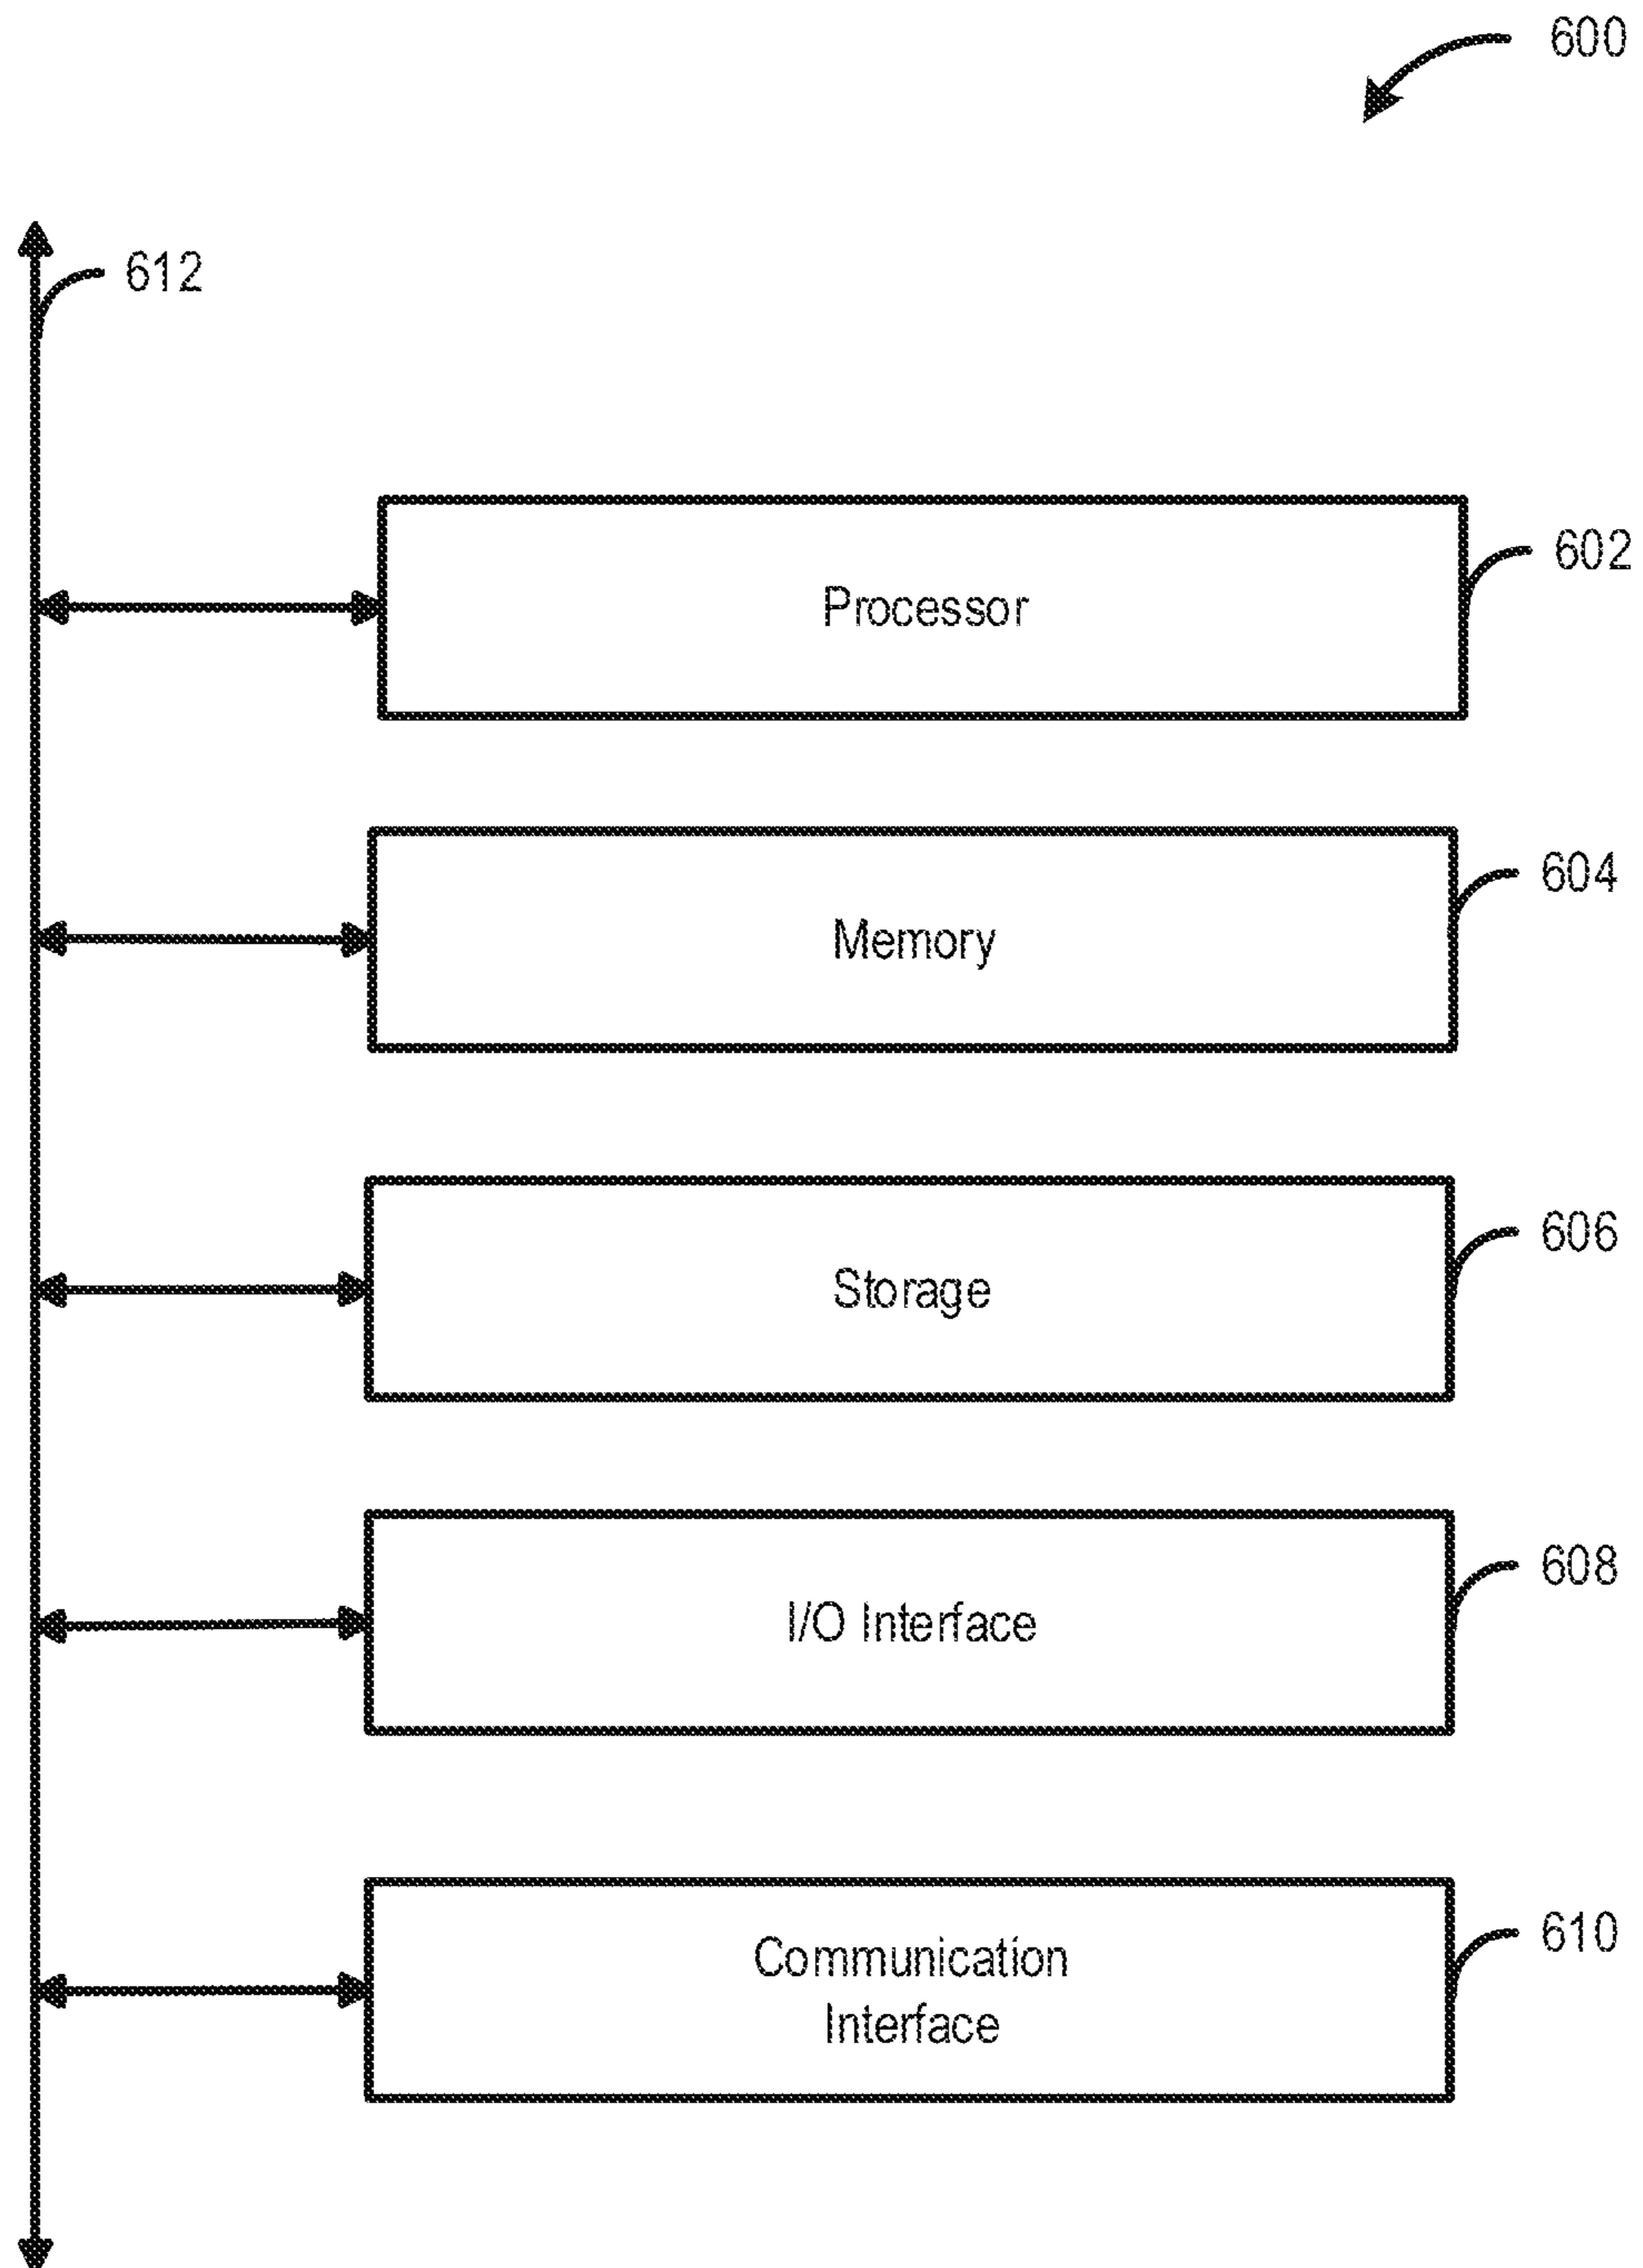 600
612
602
Processor
604
Memory
606
Storage
608
I/O Interface
610
Communication
Interface